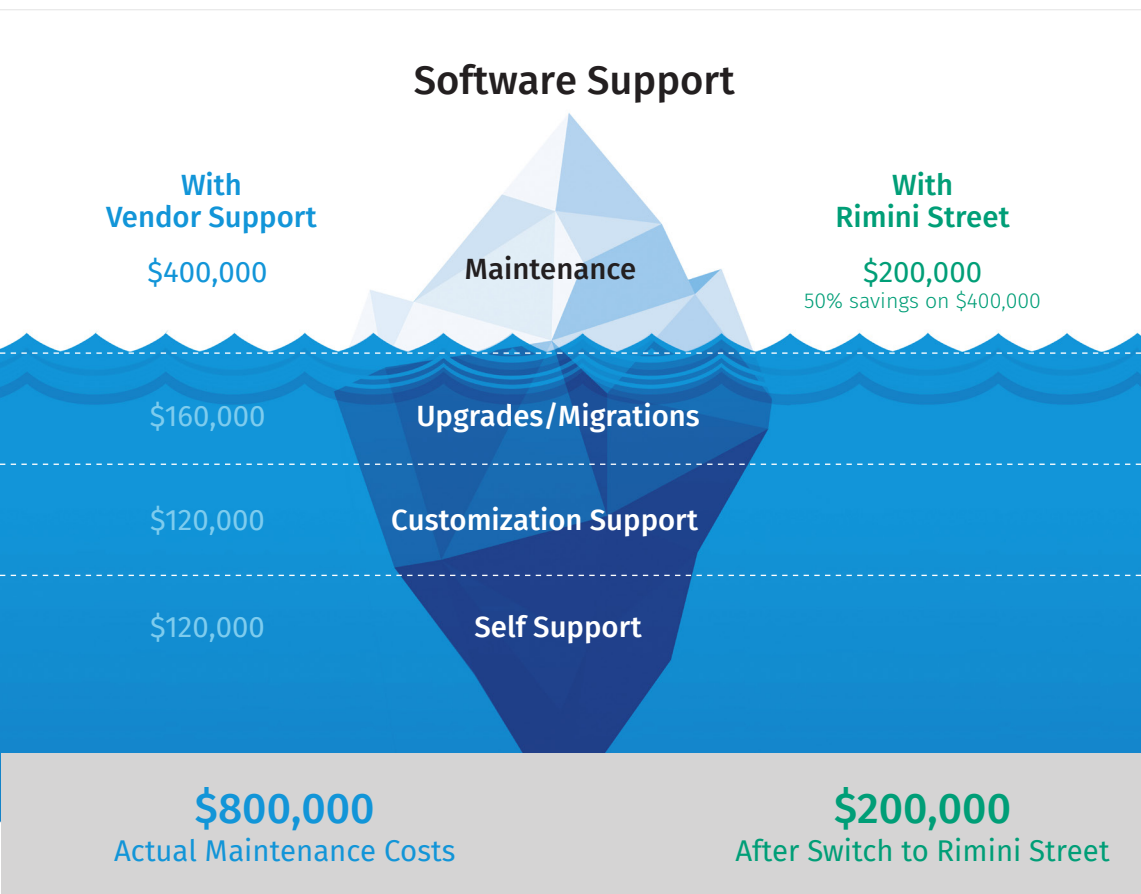 Software Support
With
Vendor Support
$400,000
Maintenance
With
Rimini Street
$200,000
50% savings on $400,000
$160,000
Upgrades/Migrations
$120,000
Customization Support
$120,000
Self Support
$800,000
Actual Maintenance Costs
$200,000
After Switch to Rimini Street